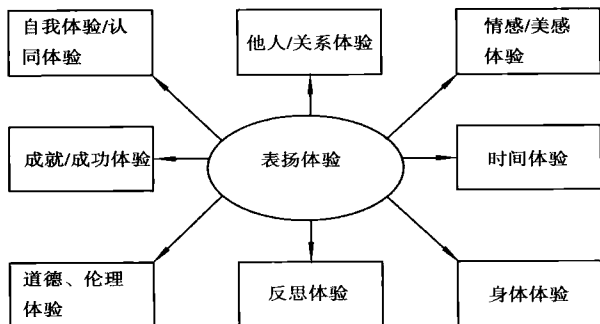 自我体验/认
同体验
他人/关系体验
情感/美感
体验
成就/成功体验
表扬体验
时间体验
道德、伦理
体验
反思体验
身体体验